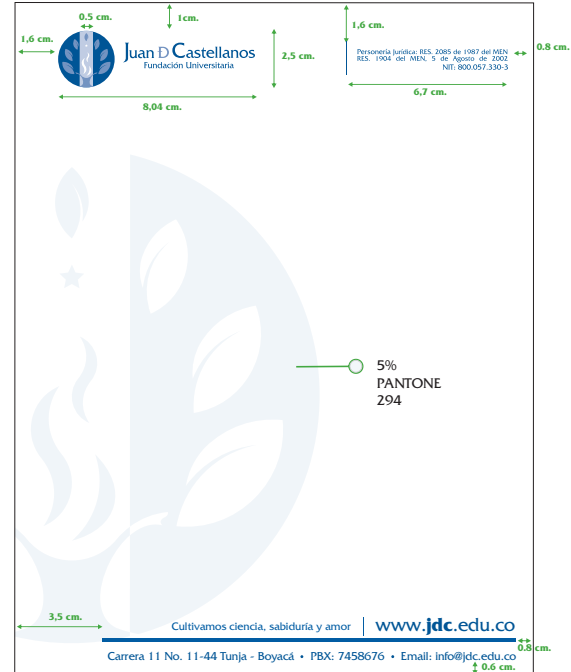 0.5 cm.
1cm.
1,6 cm.
1,6 cm.
0.8 cm.
Juan D Castellanos
Fundación Universitaria
2,5 cm.
Personería Jurídica: RES. 2085 de 1987 del MEN
RES. 1904 del MEN. 5 de Agosto de 2002
NIT: 800.057.330-3
8,04 cm.
6,7 cm.
5%
PANTONE
294
3,5 cm.
Cultivamos ciencia, sabiduría y amor
www.jdc.edu.co
0.8 cm.
Carrera 11 No. 11-44 Tunja - Boyacá • PBX: 7458676 • Email: info@jdc.edu.co
0.6 cm.